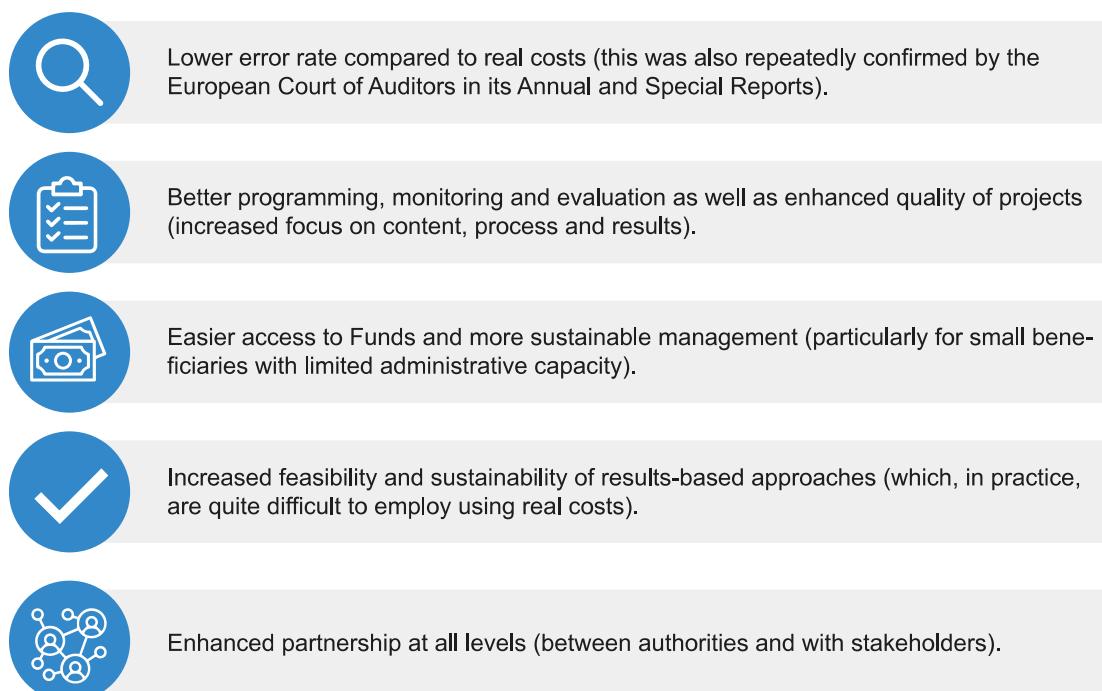 Lower error rate compared to real costs (this was also repeatedly confirmed by the
European Court of Auditors in its Annual and Special Reports).
Better programming, monitoring and evaluation as well as enhanced quality of projects
(increased focus on content, process and results).
Easier access to Funds and more sustainable management (particularly for small bene-
ficiaries with limited administrative capacity).
Increased feasibility and sustainability of results-based approaches (which, in practice,
are quite difficult to employ using real costs).
Enhanced partnership at all levels (between authorities and with stakeholders).